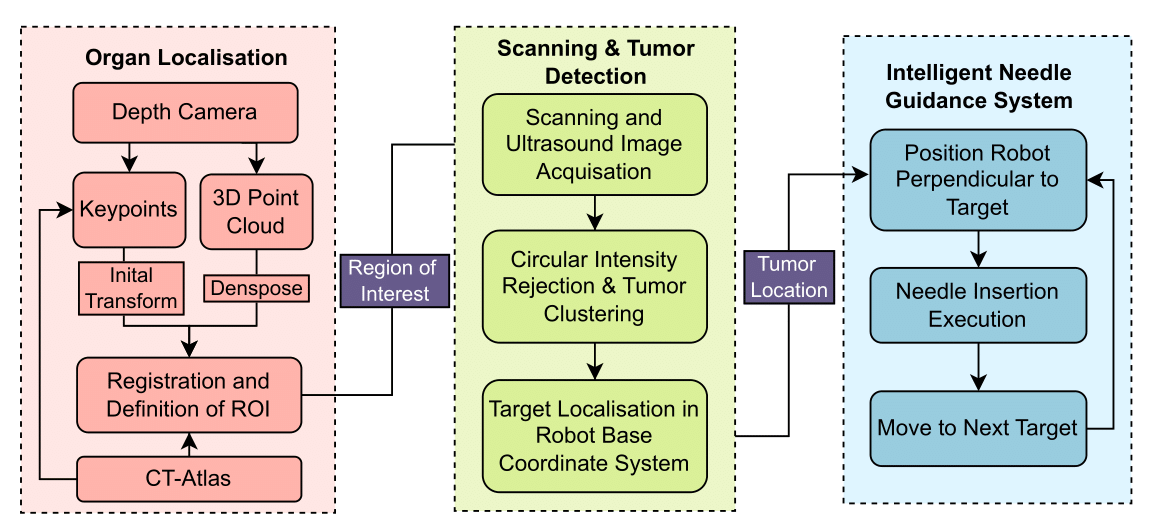 Organ Localisation
Depth Camera
Keypoints
3D Point
Cloud
Inital
Transform
Denspose
Registration and
Definition of ROI
CT-Atlas
Region of
Interest
Scanning & Tumor
Detection
Scanning and
Ultrasound Image
Acquisation
Circular Intensity
Rejection & Tumor
Clustering
Target Localisation in
Robot Base
Coordinate System
Tumor
Location
Intelligent Needle
Guidance System
Position Robot
Perpendicular to
Target
Needle Insertion
Execution
Move to Next Target